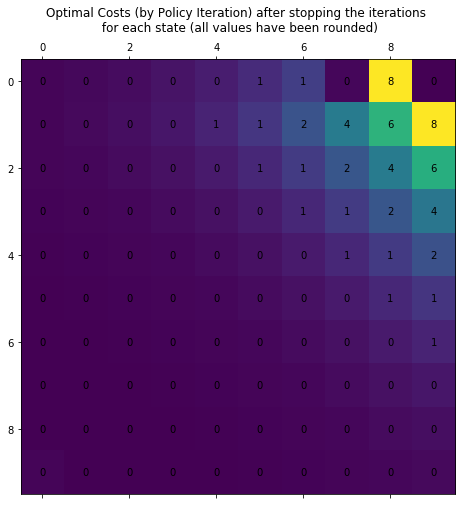 Optimal Costs (by Policy Iteration) after stopping the iterations
for each state (all values have been rounded)
0 2 4 6 8
0 0 0 0 0 0 1 1 0 8 0
0 0 0 0 1 1 2 4 6 8
2 0 0 0 0 0 1 1 2 4 6
0 0 0 0 0 0 1 1 2 4
4 0 0 0 0 0 0 0 1 1 2
0 0 0 0 0 0 0 0 1 1
6 0 0 0 0 0 0 0 0 0 1
0 0 0 0 0 0 0 0 0 0
8 0 0 0 0 0 0 0 0 0 0
0 0 0 0 0 0 0 0 0 0